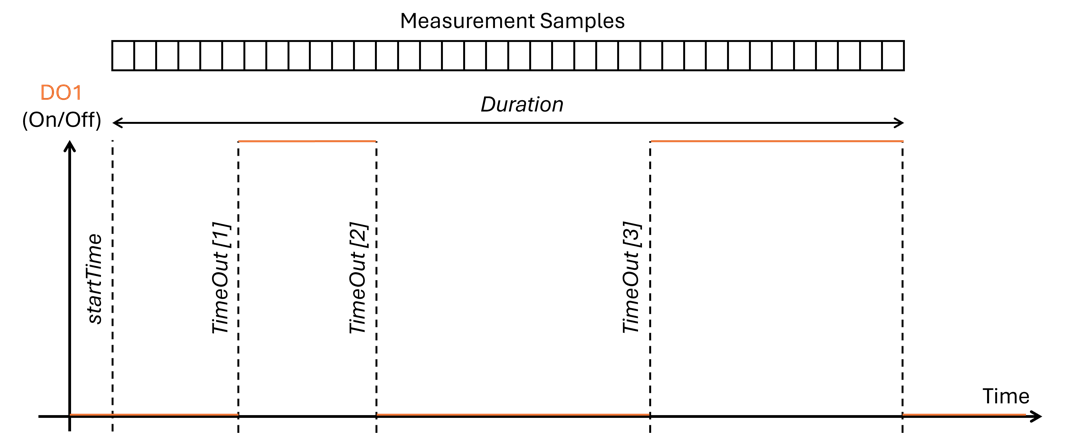 Measurement Samples
DO1
(On/Off)
Duration
startTime
TimeOut [1]
TimeOut [2]
TimeOut [3]
Time